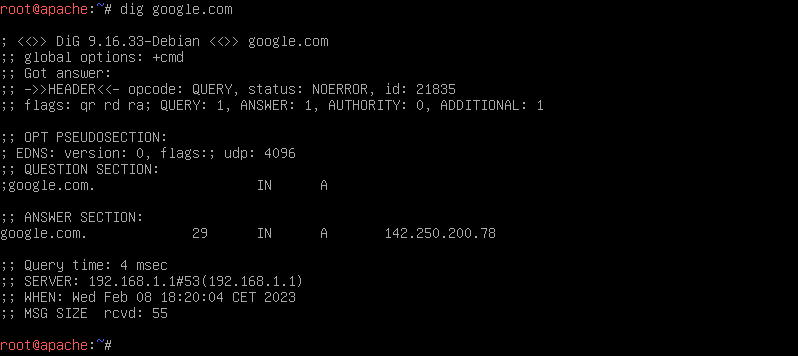 root@apache:~# dig google.com
; <<>> DiG 9.16.33-Debian <<>> google.com
;; global options: +cmd
;; Got answer:
;; ->>HEADER<<- opcode: QUERY, status: NOERROR, id: 21835
;; flags: qr rd ra; QUERY: 1, ANSWER: 1, AUTHORITY: 0, ADDITIONAL: 1
;; OPT PSEUDOSECTION:
; EDNS: version: 0, flags:; udp: 4096
;; QUESTION SECTION:
;google.com. IN A
;; ANSWER SECTION:
google.com. 29 IN A 142.250.200.78
;; Query time: 4 msec
;; SERVER: 192.168.1.1#53(192.168.1.1)
;; WHEN: Wed Feb 08 18:20:04 CET 2023
;; MSG SIZE  rcvd: 55
root@apache:~#